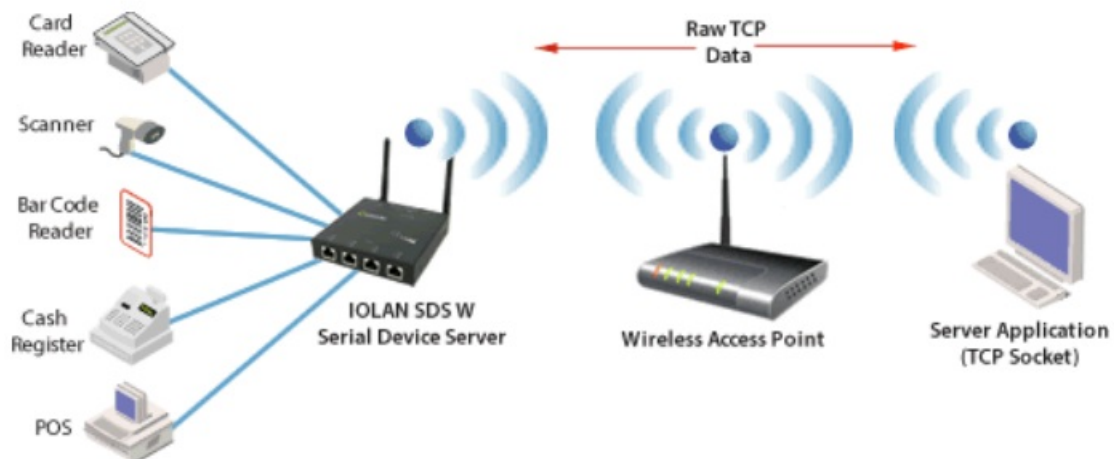 Card
Reader
Scanner
Bar Code
Reader
Cash
Register
POS
IOLAN SDS W
Serial Device Server
Raw TCP
Data
Wireless Access Point
Server Application
(TCP Socket)